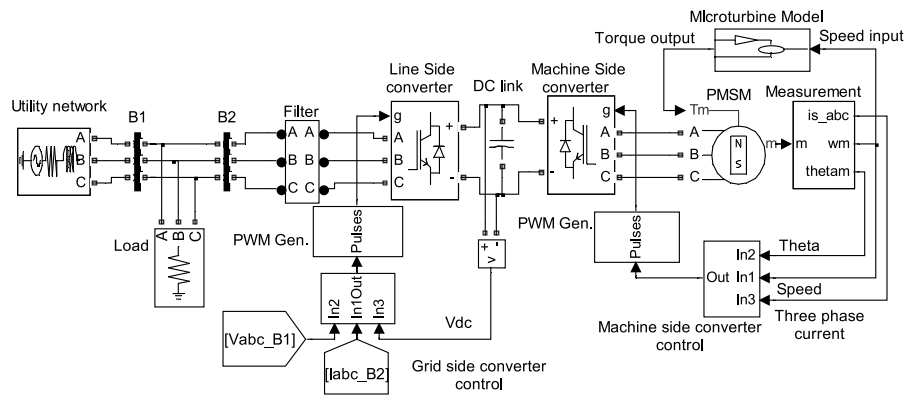 MIcroturbine Model
Torque output
Speed input
Line Side
converter
DC link
Machine Side
converter
Tm
PMSM
Measurement
Utility network
B1
B2
Filter
g
g
is_abc
A
A
A
A
A
A
+
+
N
S
m
m
wm
B
B
B
B
B
B
C
C
C
C
C
C
-
-
thetam
Load
A
B
C
PWM Gen.
Pulses
v
+
-
PWM Gen.
Pulses
In2
Theta
Out
In1
In3
Speed
In2
In1
Out
In3
Vdc
Three phase
current
Machine side converter
control
[Vabc_B1]
[Iabc_B2]
Grid side converter
control